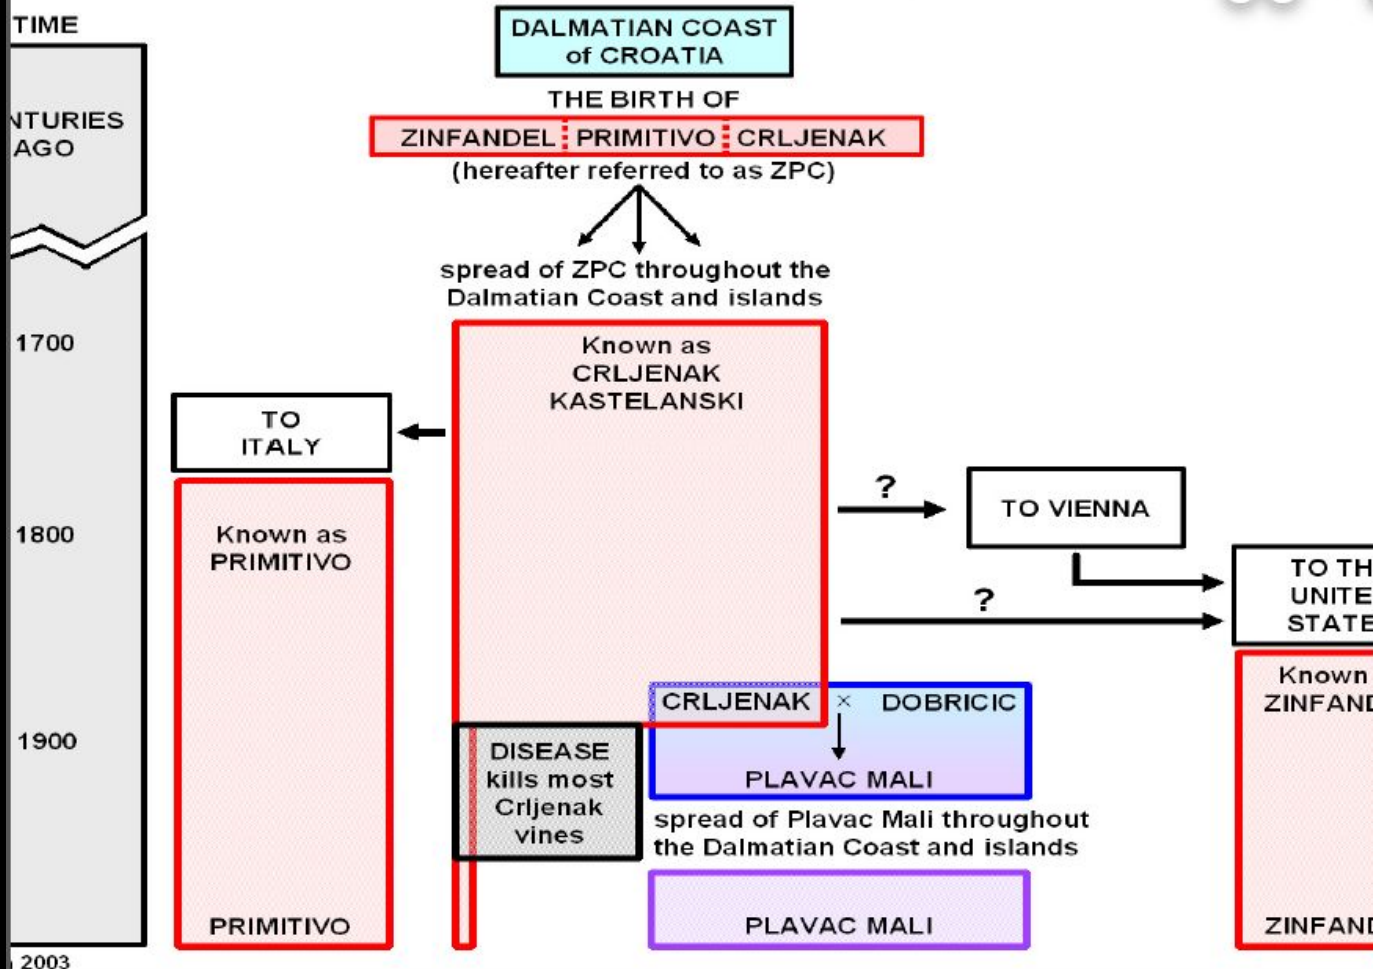 TIME
DALMATIAN COAST
of CROATIA
THE BIRTH OF
NTURIES
AGO
ZINFANDEL PRIMITIVO CRLJENAK
(hereafter referred to as ZPC)
spread of ZPC throughout the
Dalmatian Coast and islands
1700
Known as
CRLJENAK
KASTELANSKI
TO
ITALY
?
TO VIENNA
1800
Known as
PRIMITIVO
TO TH
UNITE
STATE
?
Known
ZINFAND
CRLJENAK × DOBRICIC
PLAVAC MALI
1900
DISEASE
kills most
Crljenak
vines
spread of Plavac Mali throughout
the Dalmatian Coast and islands
PRIMITIVO
PLAVAC MALI
ZINFAND
2003